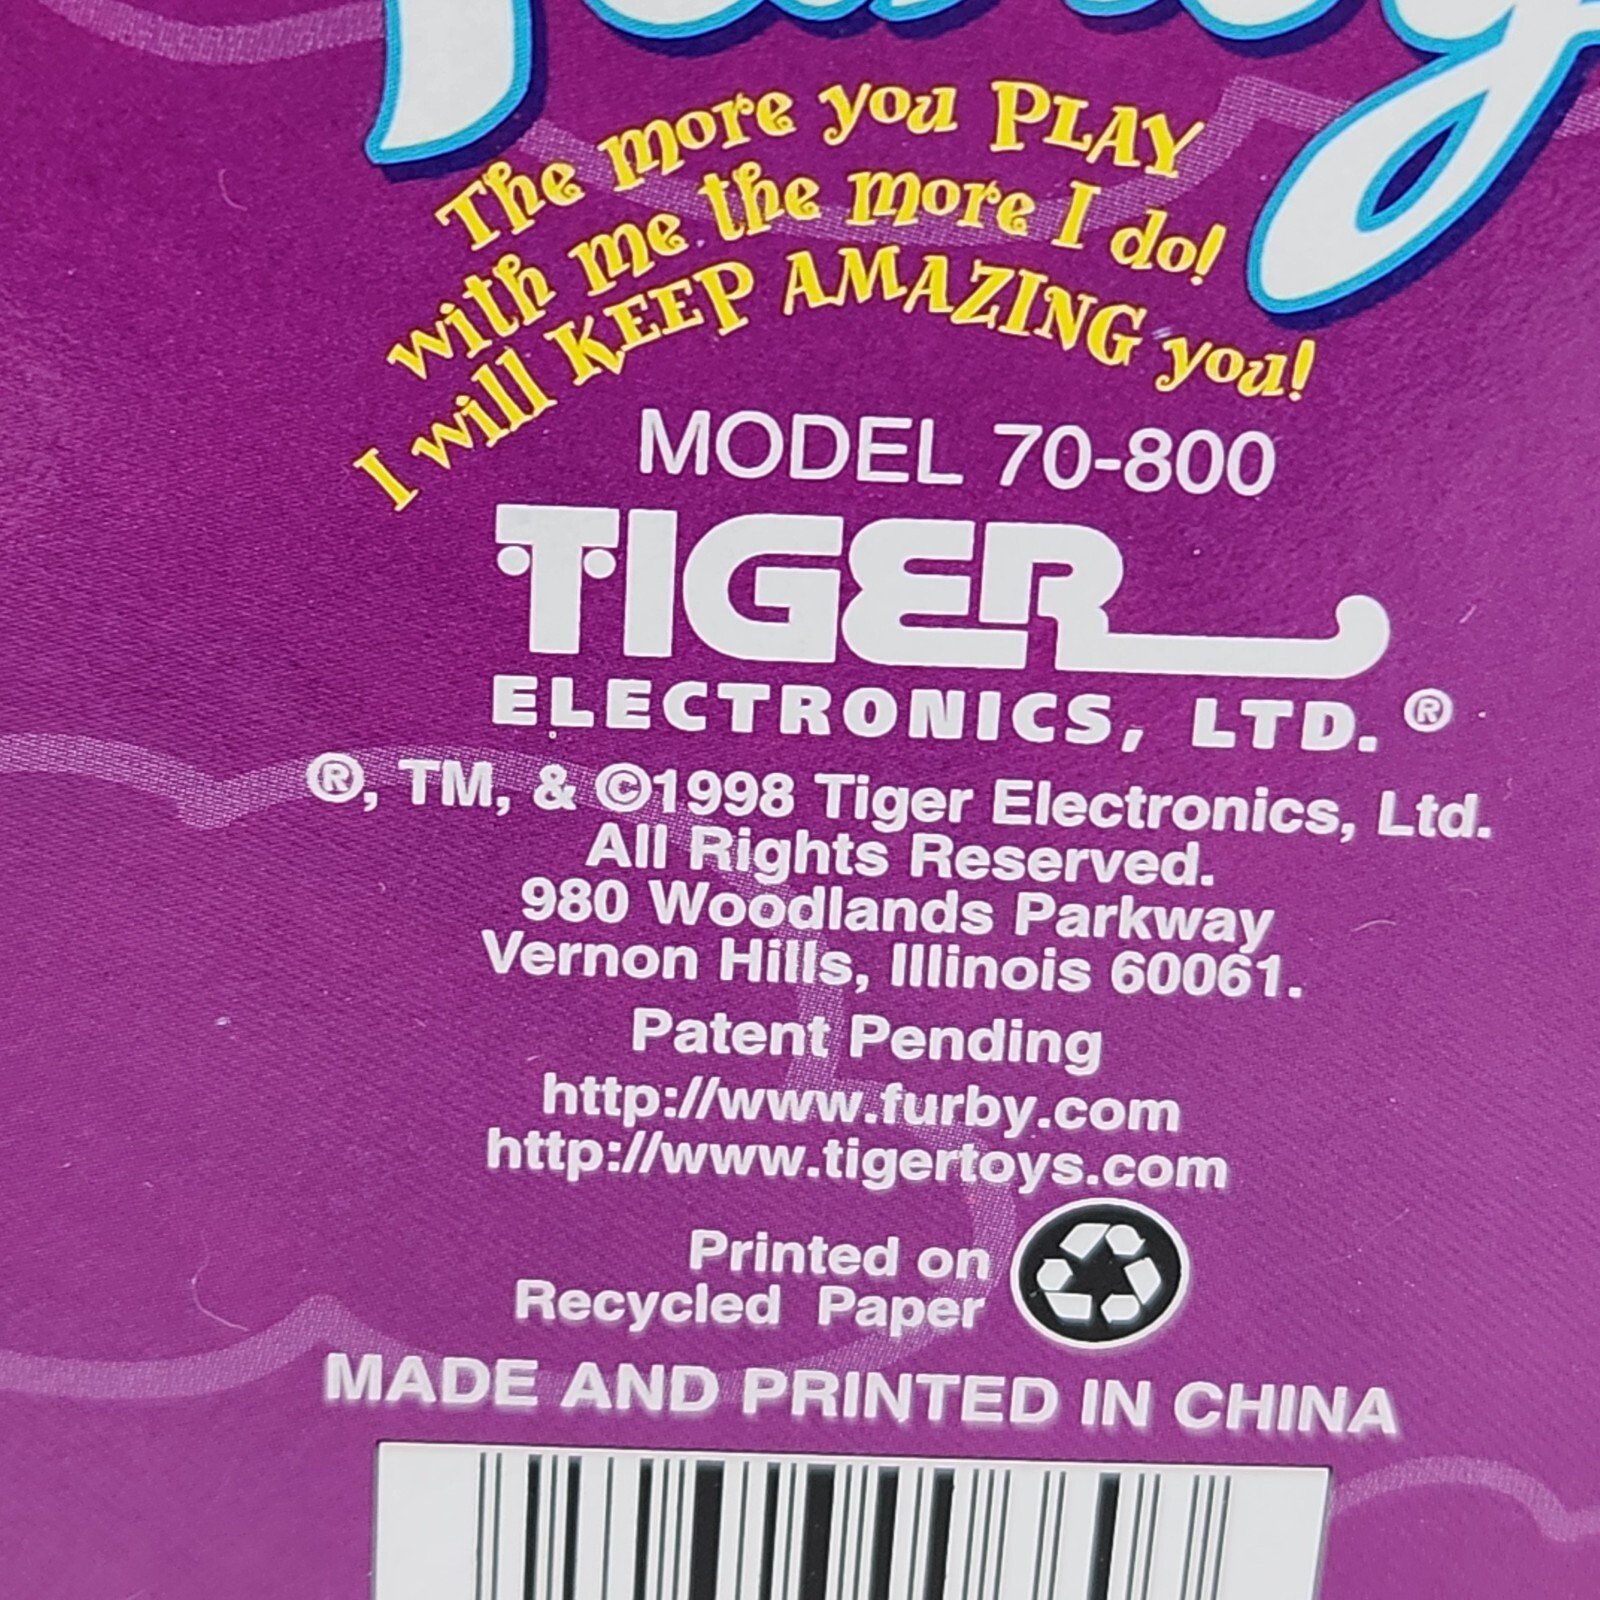 The more you PLAY
with me the more I do!
I will KEEP AMAZING you!
MODEL 70-800
TIGER
ELECTRONICS, LTD.®
®, TM, & ©1998 Tiger Electronics, Ltd.
All Rights Reserved.
980 Woodlands Parkway
Vernon Hills, Illinois 60061.
Patent Pending
http://www.furby.com
http://www.tigertoys.com
Printed on
Recycled Paper
MADE AND PRINTED IN CHINA